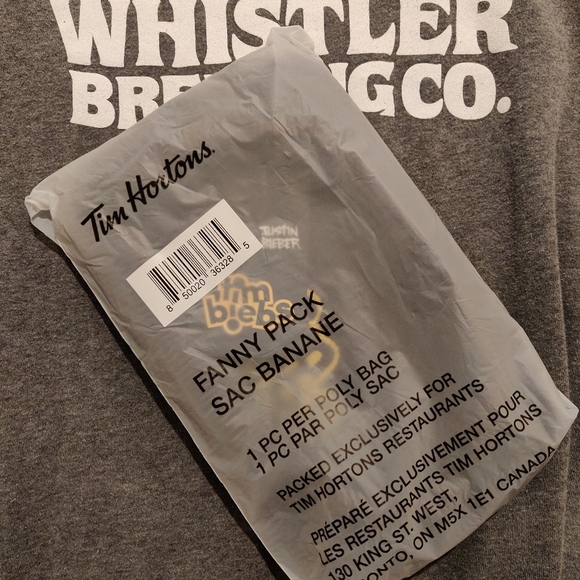 WHISTLER
BREWING CO.
Tim Hortons.
8 50020 36328 5
JUSTIN
BIEBER
tim
biebs
FANNY PACK
SAC BANANE
1 PC PER POLY BAG
1 PC PAR POLY SAC
PACKED EXCLUSIVELY FOR
TIM HORTONS RESTAURANTS
PRÉPARÉ EXCLUSIVEMENT POUR
LES RESTAURANTS TIM HORTONS
130 KING ST. WEST,
ONTO, ON M5X 1E1 CANADA